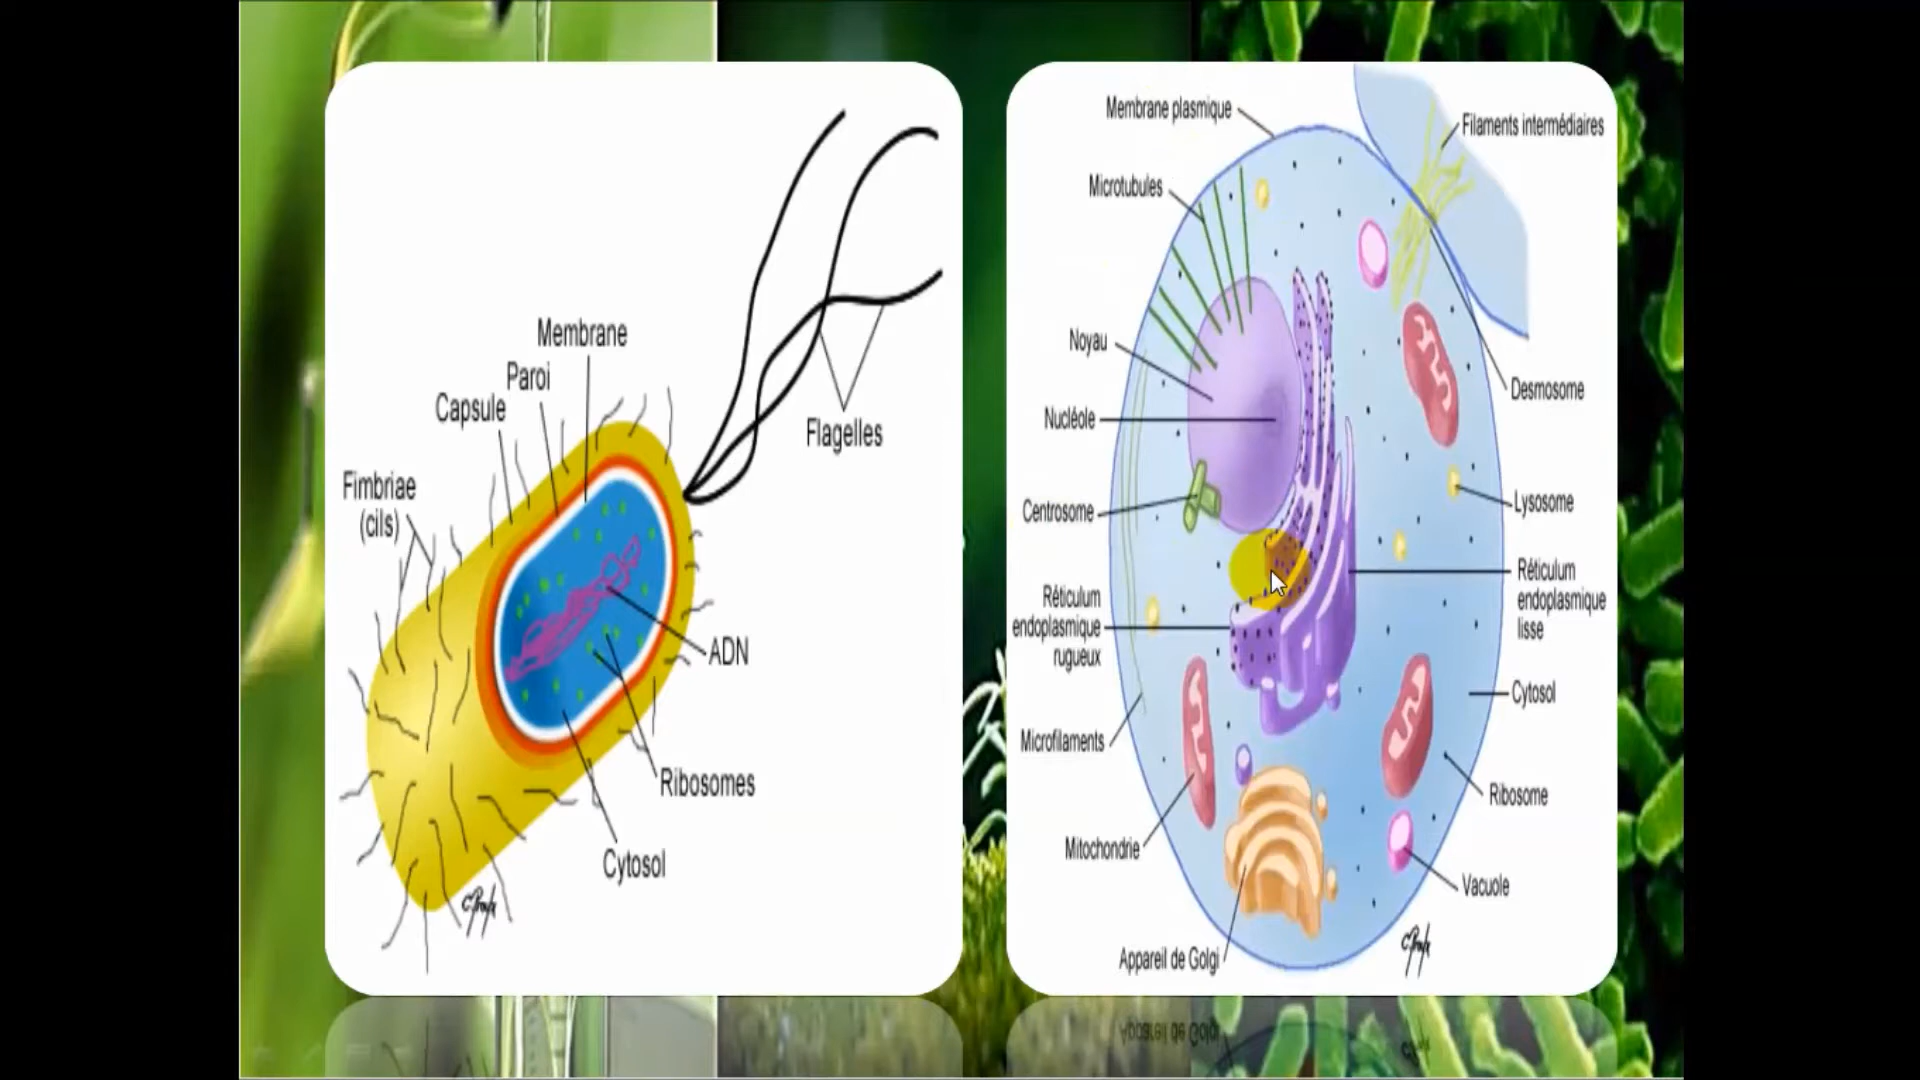 Membrane
Paroi
Capsule
Fimbriae
(cils)
Flagelles
ADN
Ribosomes
Cytosol
Membrane plasmique
Filaments intermédiaires
Microtubules
Noyau
Desmosome
Nucléole
Centrosome
Lysosome
Réticulum
endoplasmique
rugueux
Réticulum
endoplasmique
lisse
Cytosol
Microfilaments
Ribosome
Mitochondrie
Vacuole
Appareil de Golgi